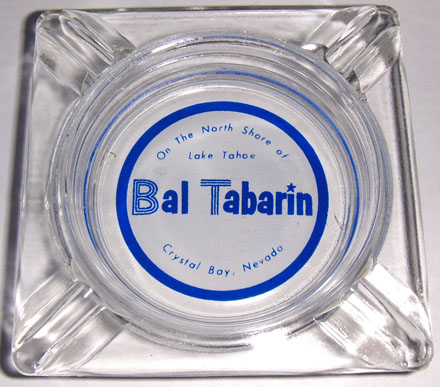 On The North Shore of
Lake Tahoe
Bal Tabarin
Crystal Bay, Nevada